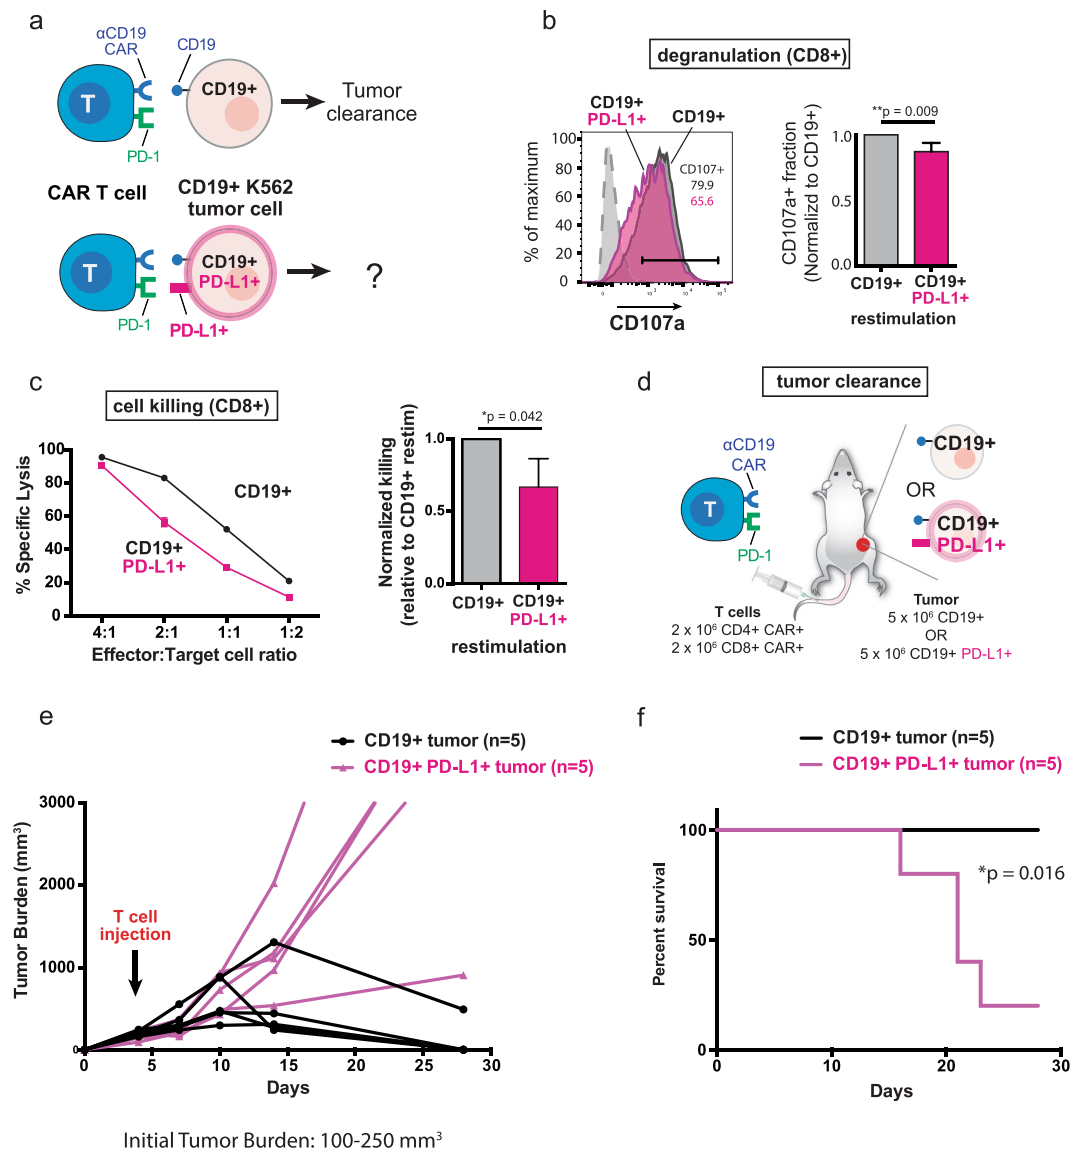 a
αCD19
CAR
CD19
T
CD19+
Tumor
clearance
PD-1
CAR T cell
CD19+ K562
tumor cell
T
CD19+
PD-L1+
?
PD-1
PD-L1+
b
degranulation (CD8+)
CD19+
PD-L1+
CD19+
% of maximum
100
80
60
40
20
0
CD107+
79.9
65.6
0
10³
10⁴
10⁵
CD107a
**p = 0.009
CD107a+ fraction
(Normalizd to CD19+)
1.0
0.5
0.0
CD19+
CD19+
PD-L1+
restimulation
c
cell killing (CD8+)
% Specific Lysis
100
80
60
40
20
0
CD19+
CD19+
PD-L1+
4:1 2:1 1:1 1:2
Effector:Target cell ratio
*p = 0.042
Normalized killing
(relative to CD19+ restim)
1.0
0.5
0.0
CD19+
CD19+
PD-L1+
restimulation
d
tumor clearance
αCD19
CAR
T
PD-1
CD19+
OR
CD19+
PD-L1+
T cells
2 x 10⁶ CD4+ CAR+
2 x 10⁶ CD8+ CAR+
Tumor
5 x 10⁶ CD19+
OR
5 x 10⁶ CD19+ PD-L1+
e
CD19+ tumor (n=5)
CD19+ PD-L1+ tumor (n=5)
Tumor Burden (mm³)
3000
2000
1000
0
T cell
injection
0 5 10 15 20 25 30
Days
Initial Tumor Burden: 100-250 mm³
f
CD19+ tumor (n=5)
CD19+ PD-L1+ tumor (n=5)
Percent survival
100
50
0
*p = 0.016
0 10 20 30
Days